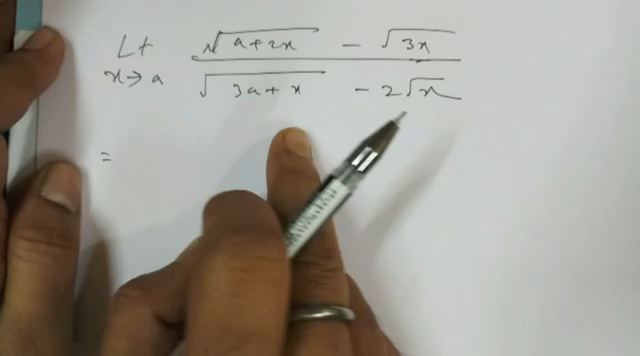 Lt √(a+2x) - √(3x)
x→a √(3a+x) - 2√x
=